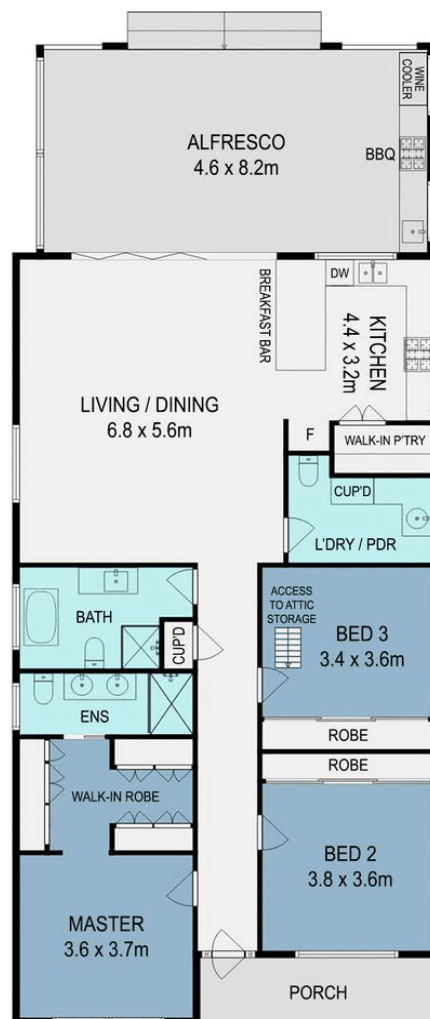 WINE
COOLER
ALFRESCO
4.6 x 8.2m
BBQ
BREAKFAST BAR
DW
KITCHEN
4.4 x 3.2m
LIVING / DINING
6.8 x 5.6m
F
WALK-IN P'TRY
CUP'D
L'DRY / PDR
BATH
CUP'D
ACCESS
TO ATTIC
STORAGE
BED 3
3.4 x 3.6m
ENS
ROBE
ROBE
WALK-IN ROBE
BED 2
3.8 x 3.6m
MASTER
3.6 x 3.7m
PORCH